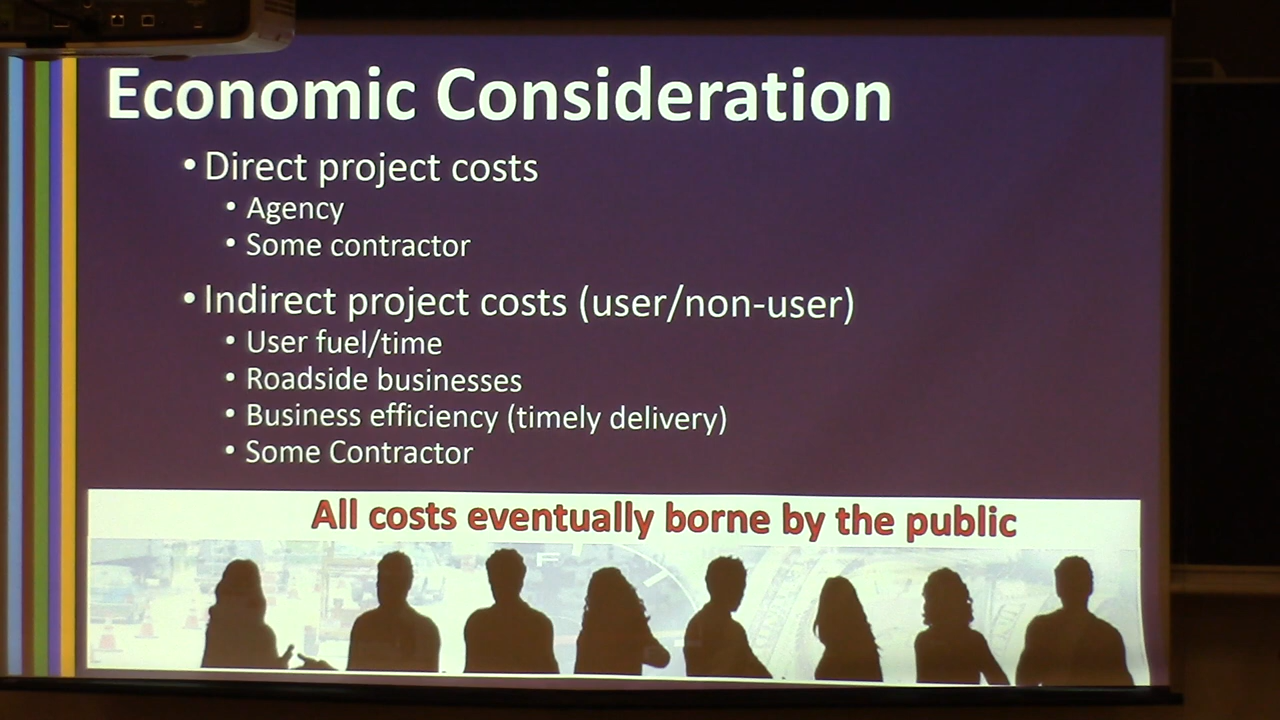 Economic Consideration
• Direct project costs
• Agency
• Some contractor
• Indirect project costs (user/non-user)
• User fuel/time
• Roadside businesses
• Business efficiency (timely delivery)
• Some Contractor
All costs eventually borne by the public